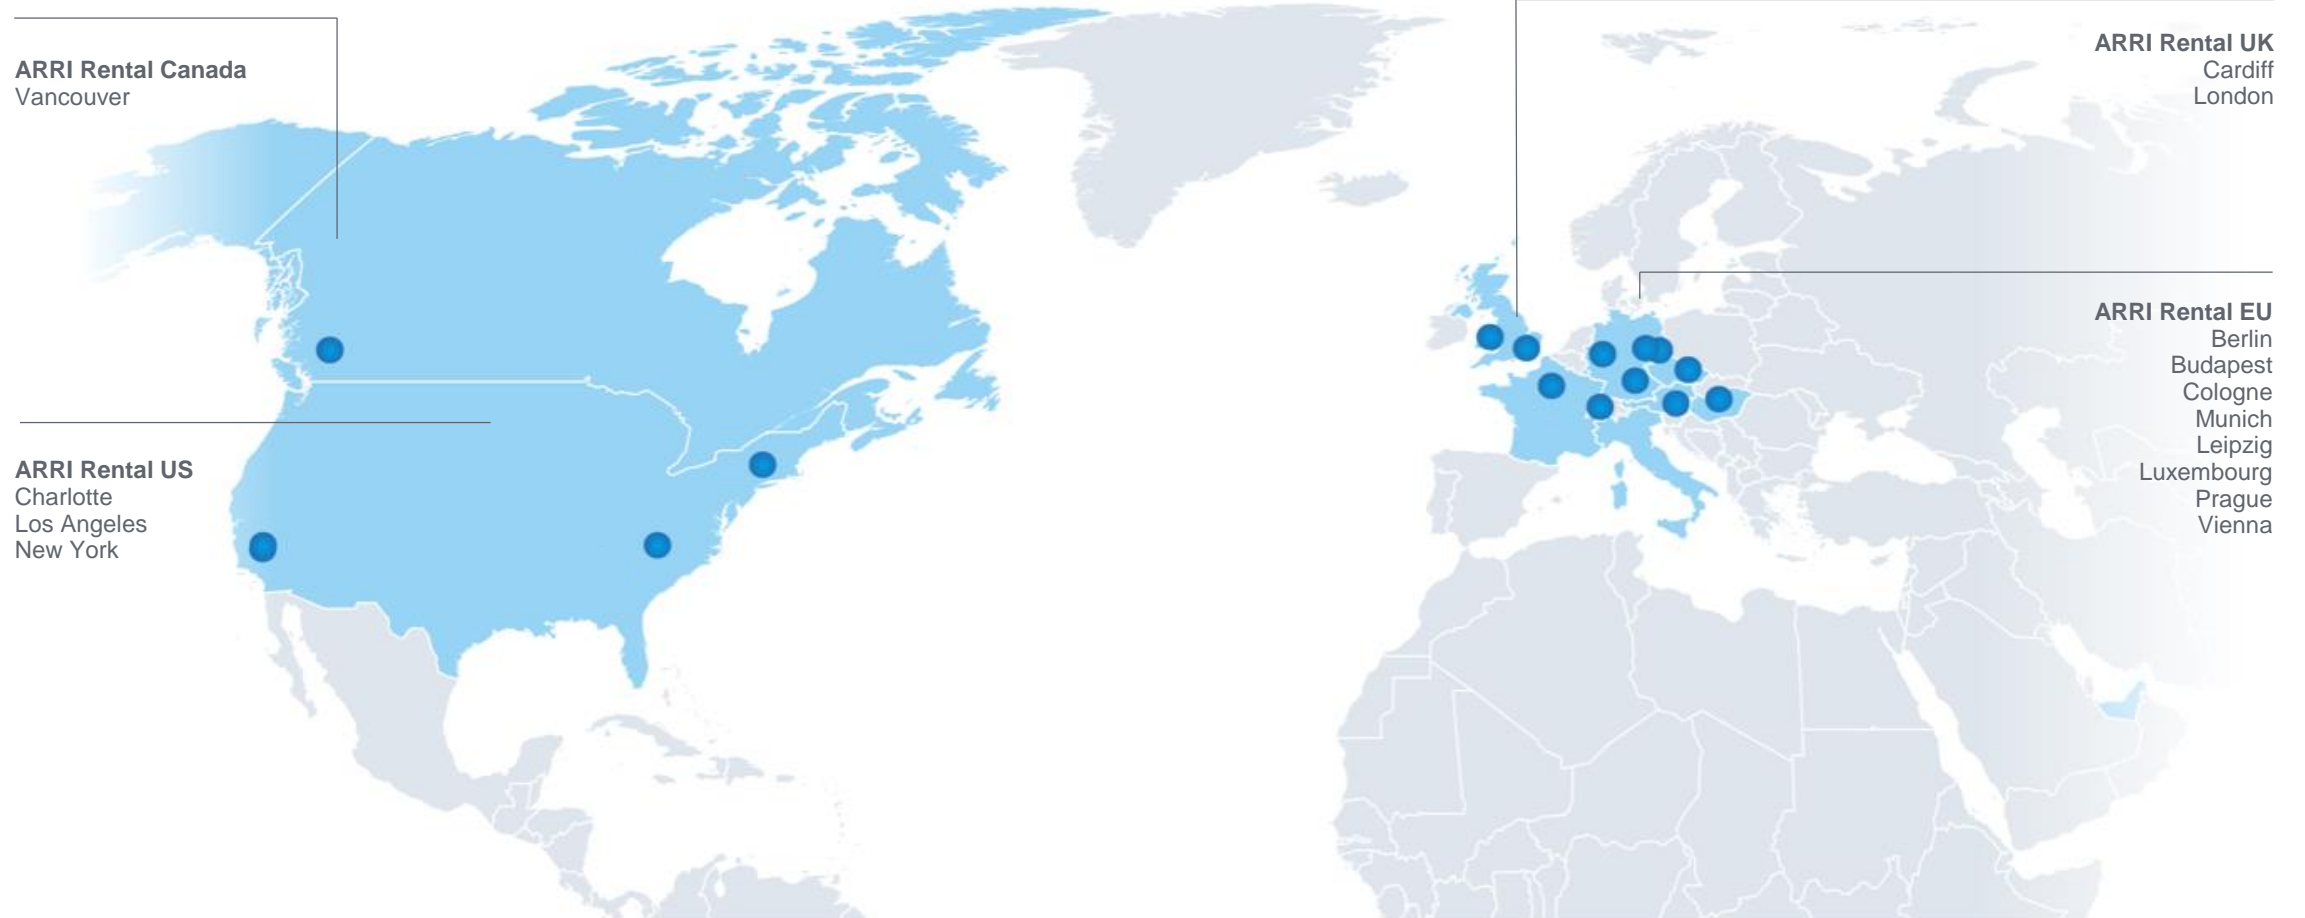 ARRI Rental Canada
Vancouver
ARRI Rental US
Charlotte
Los Angeles
New York
ARRI Rental UK
Cardiff
London
ARRI Rental EU
Berlin
Budapest
Cologne
Munich
Leipzig
Luxembourg
Prague
Vienna